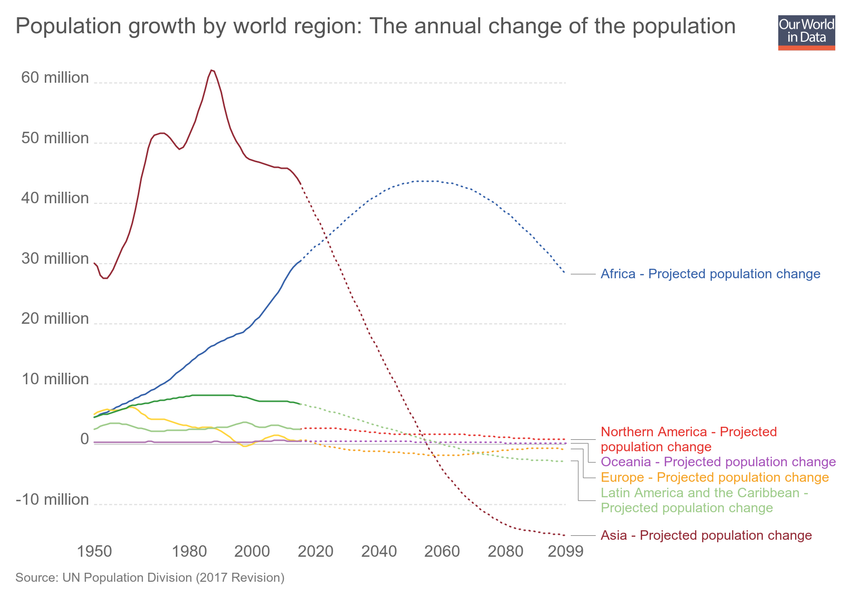 Population growth by world region: The annual change of the population
Our World
in Data
60 million
50 million
40 million
30 million
20 million
10 million
0
-10 million
1950
1980
2000
2020
2040
2060
2080
2099
Africa - Projected population change
Northern America - Projected
population change
Oceania - Projected population change
Europe - Projected population change
Latin America and the Caribbean -
Projected population change
Asia - Projected population change
Source: UN Population Division (2017 Revision)